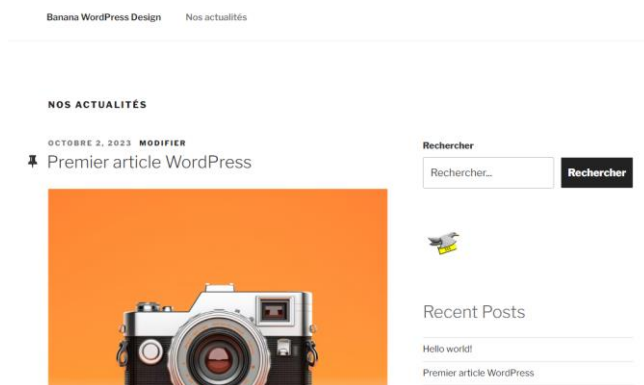 Banana WordPress Design Nos actualités
NOS ACTUALITÉS
OCTOBRE 2, 2023 MODIFIER
Premier article WordPress
Rechercher
Rechercher... Rechercher
Recent Posts
Hello world!
Premier article WordPress